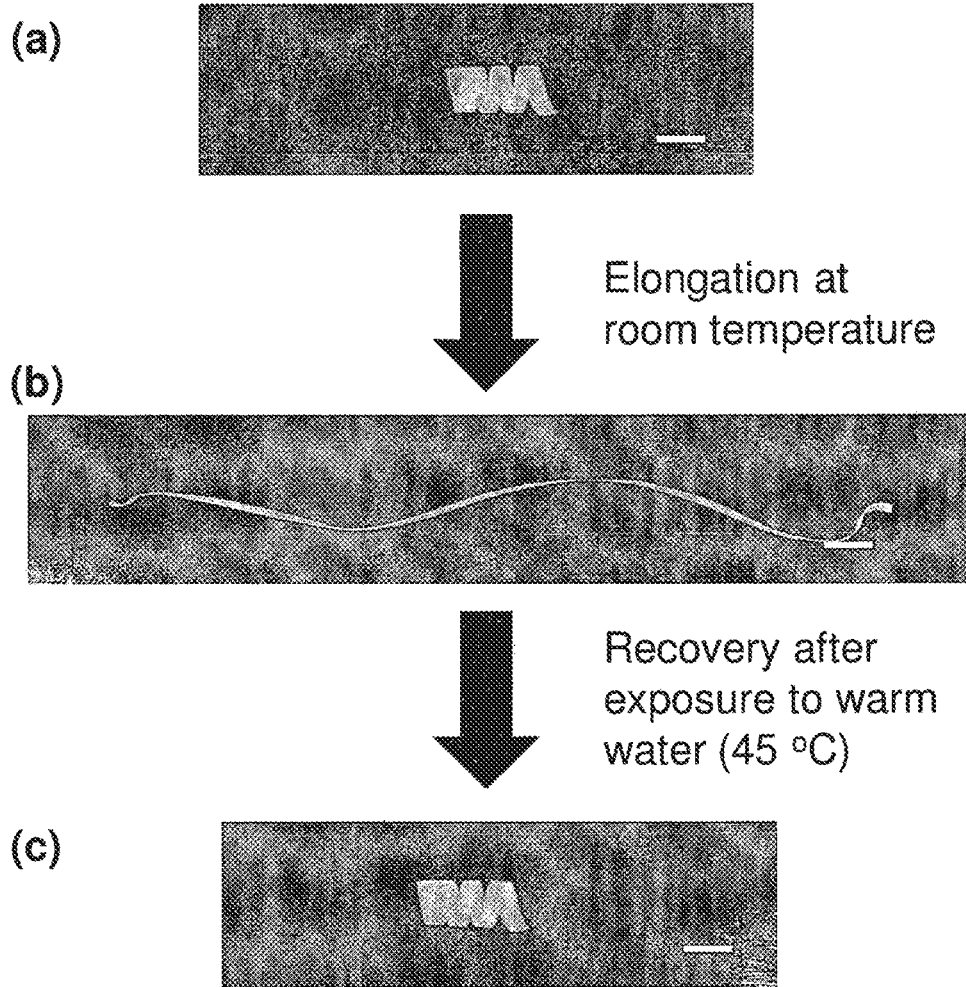 (a)
Elongation at
room temperature
(b)
Recovery after
exposure to warm
water (45 °C)
(c)